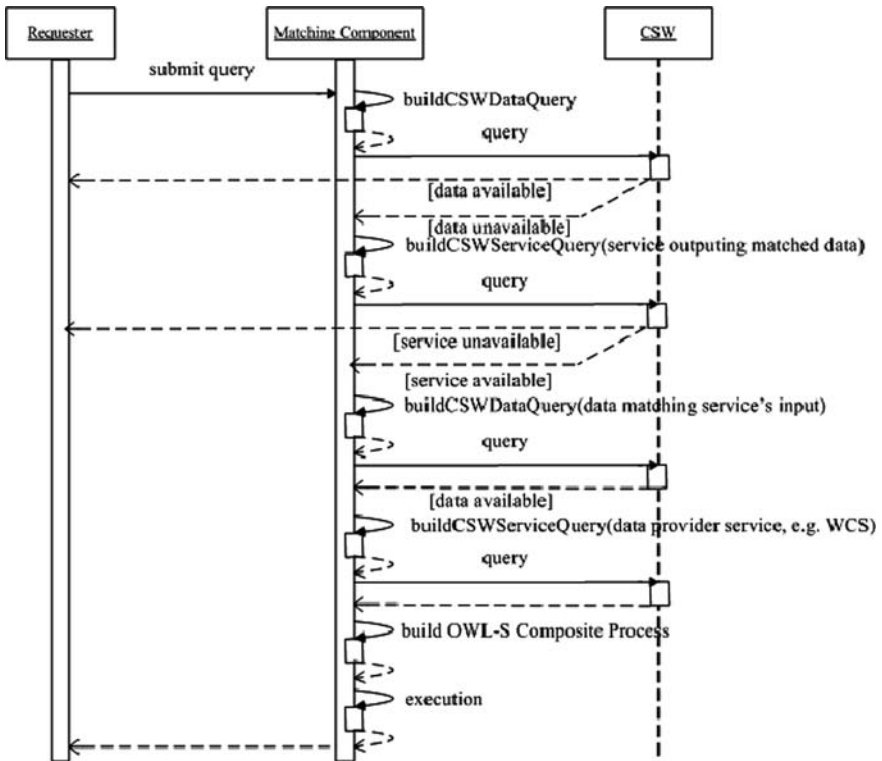 Requester
Matching Component
CSW
submit query
buildCSWDataQuery
query
[data available]
[data unavailable]
buildCSWServiceQuery(service outputing matched data)
query
[service unavailable]
[service available]
buildCSWDataQuery(data matching service's input)
query
[data available]
buildCSWServiceQuery(data provider service, e.g. WCS)
query
build OWL-S Composite Process
execution